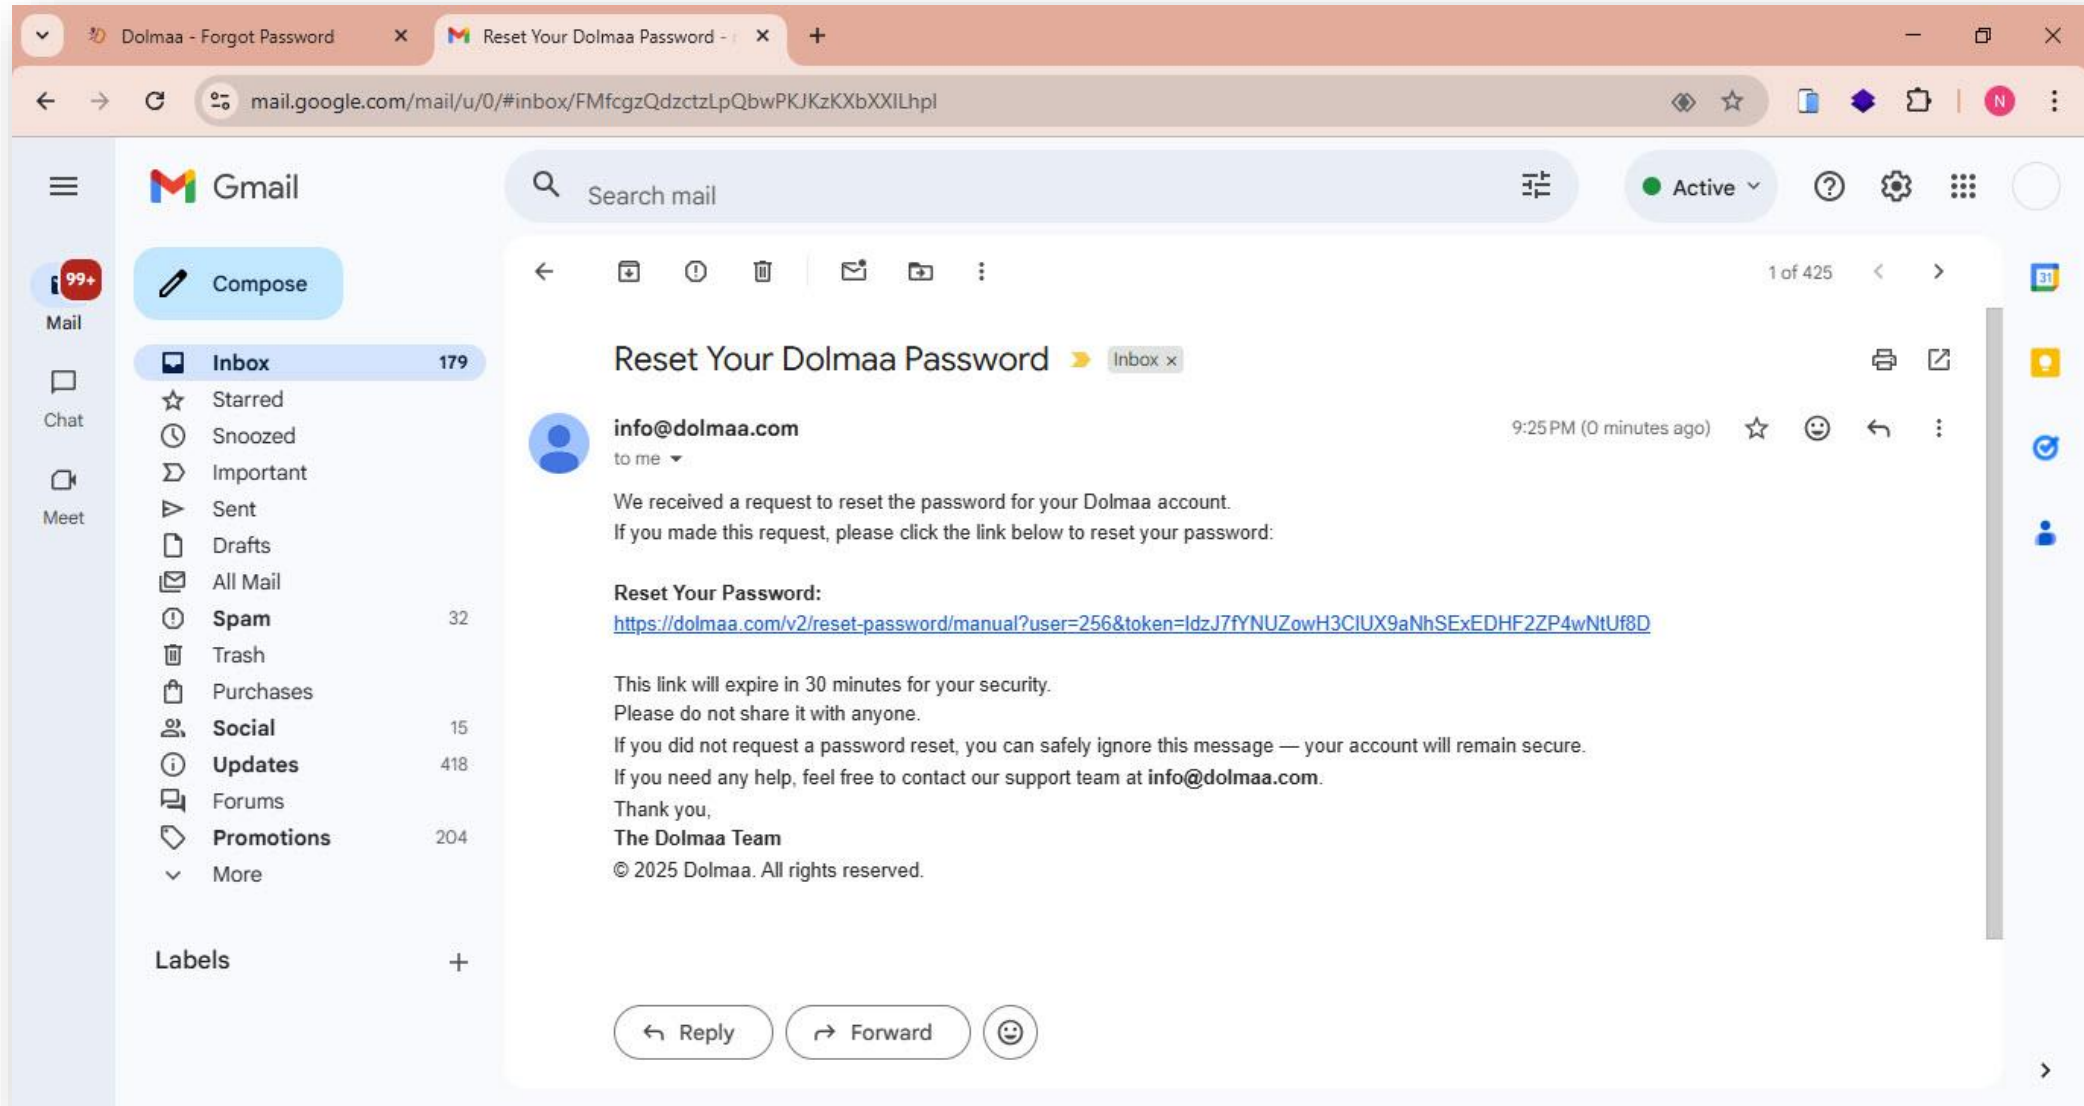 Dolmaa - Forgot Password
Reset Your Dolmaa Password -
mail.google.com/mail/u/0/#inbox/FMfcgzQdzctzLpQbwPKJKzKXbXXILhpl
N
Gmail
Search mail
Active
99+
Mail
Chat
Meet
Compose
Inbox 179
Starred
Snoozed
Important
Sent
Drafts
All Mail
Spam 32
Trash
Purchases
Social 15
Updates 418
Forums
Promotions 204
More
Labels
1 of 425
31
Reset Your Dolmaa Password Inbox
info@dolmaa.com 9:25 PM (0 minutes ago)
to me
We received a request to reset the password for your Dolmaa account.
If you made this request, please click the link below to reset your password:
Reset Your Password:
https://dolmaa.com/v2/reset-password/manual?user=256&token=IdzJ7fYNUZowH3CIUX9aNhSExEDHF2ZP4wNtUf8D
This link will expire in 30 minutes for your security.
Please do not share it with anyone.
If you did not request a password reset, you can safely ignore this message — your account will remain secure.
If you need any help, feel free to contact our support team at info@dolmaa.com.
Thank you,
The Dolmaa Team
© 2025 Dolmaa. All rights reserved.
Reply
Forward